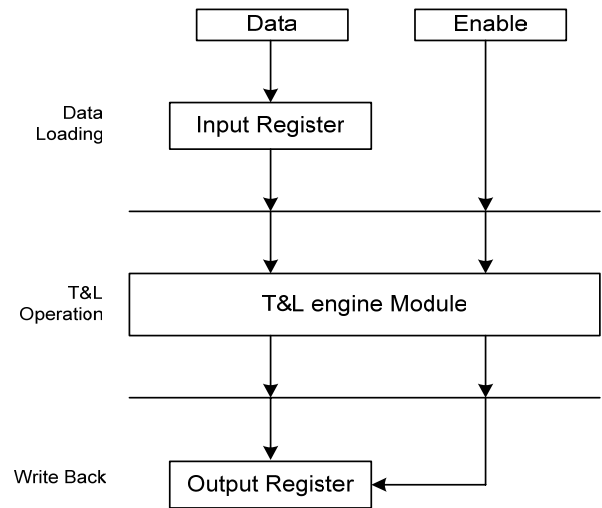 Data
Enable
Data
Loading
Input Register
T&L
Operation
T&L engine Module
Write Back
Output Register